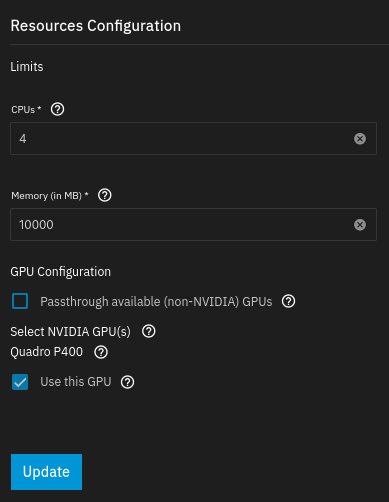 Resources Configuration
Limits
CPUs *
4
Memory (in MB) *
10000
GPU Configuration
Passthrough available (non-NVIDIA) GPUs
Select NVIDIA GPU(s)
Quadro P400
Use this GPU
Update